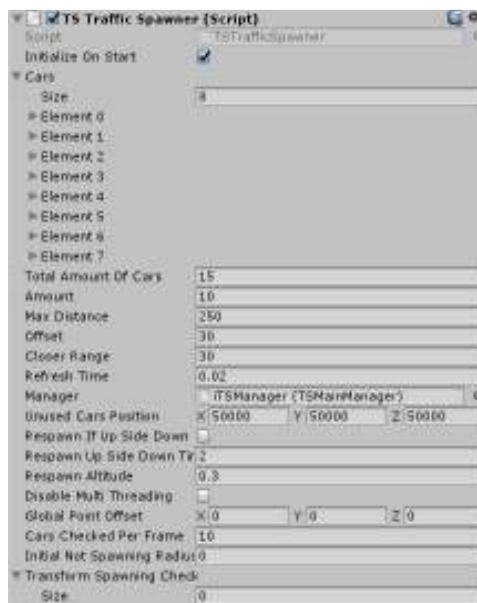 TS Traffic Spawner (Script)
Script TSTrafficSpawner
Initialize On Start
Cars
Size 8
Element 0
Element 1
Element 2
Element 3
Element 4
Element 5
Element 6
Element 7
Total Amount Of Cars 15
Amount 10
Max Distance 250
Offset 30
Closer Range 30
Refresh Time 0.02
Manager iTSManager (TSMainManager)
Unused Cars Position X 50000 Y 50000 Z 50000
Respawn If Up Side Down
Respawn Up Side Down Tir 2
Respawn Altitude 0.3
Disable Multi Threading
Global Point Offset X 0 Y 0 Z 0
Cars Checked Per Frame 10
Initial Not Spawning Radius 0
Transform Spawning Check
Size 0